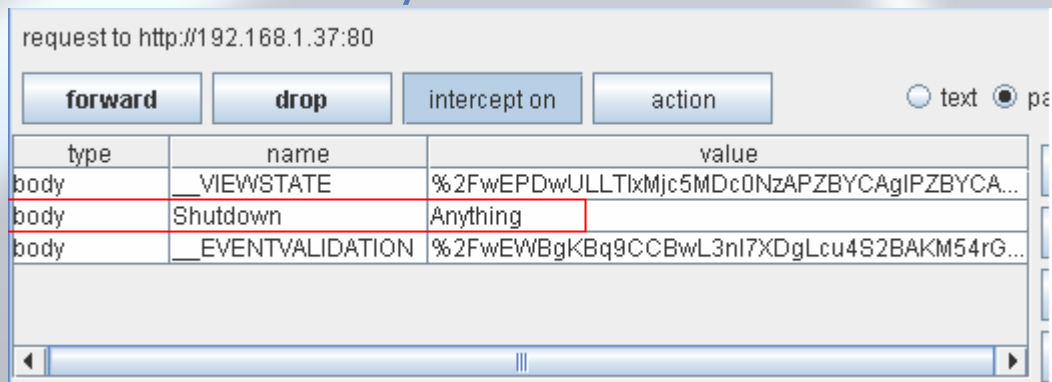 request to http://192.168.1.37:80
forward drop intercept on action text
type name value
body __VIEWSTATE %2FwEPDwULLTIxMjc5MDc0NzAPZBYCAgIPZBYCA...
body Shutdown Anything
body __EVENTVALIDATION %2FwEWBgKBq9CCBwL3nI7XDgLcu4S2BAKM54rG...